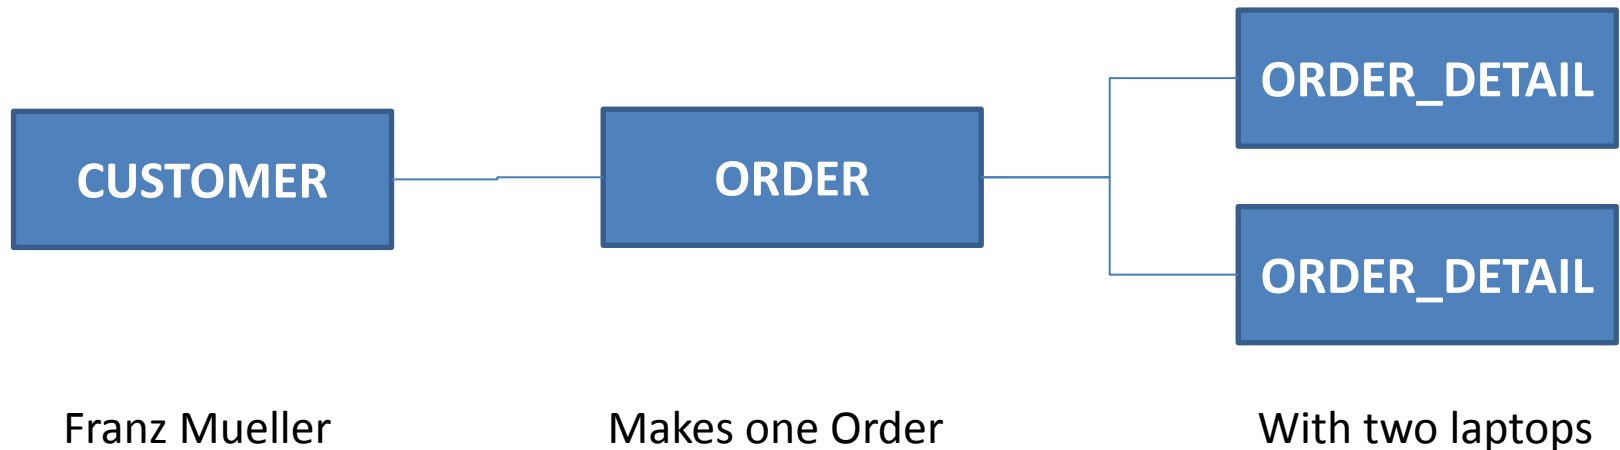 CUSTOMER
ORDER
ORDER_DETAIL
ORDER_DETAIL
Franz Mueller
Makes one Order
With two laptops